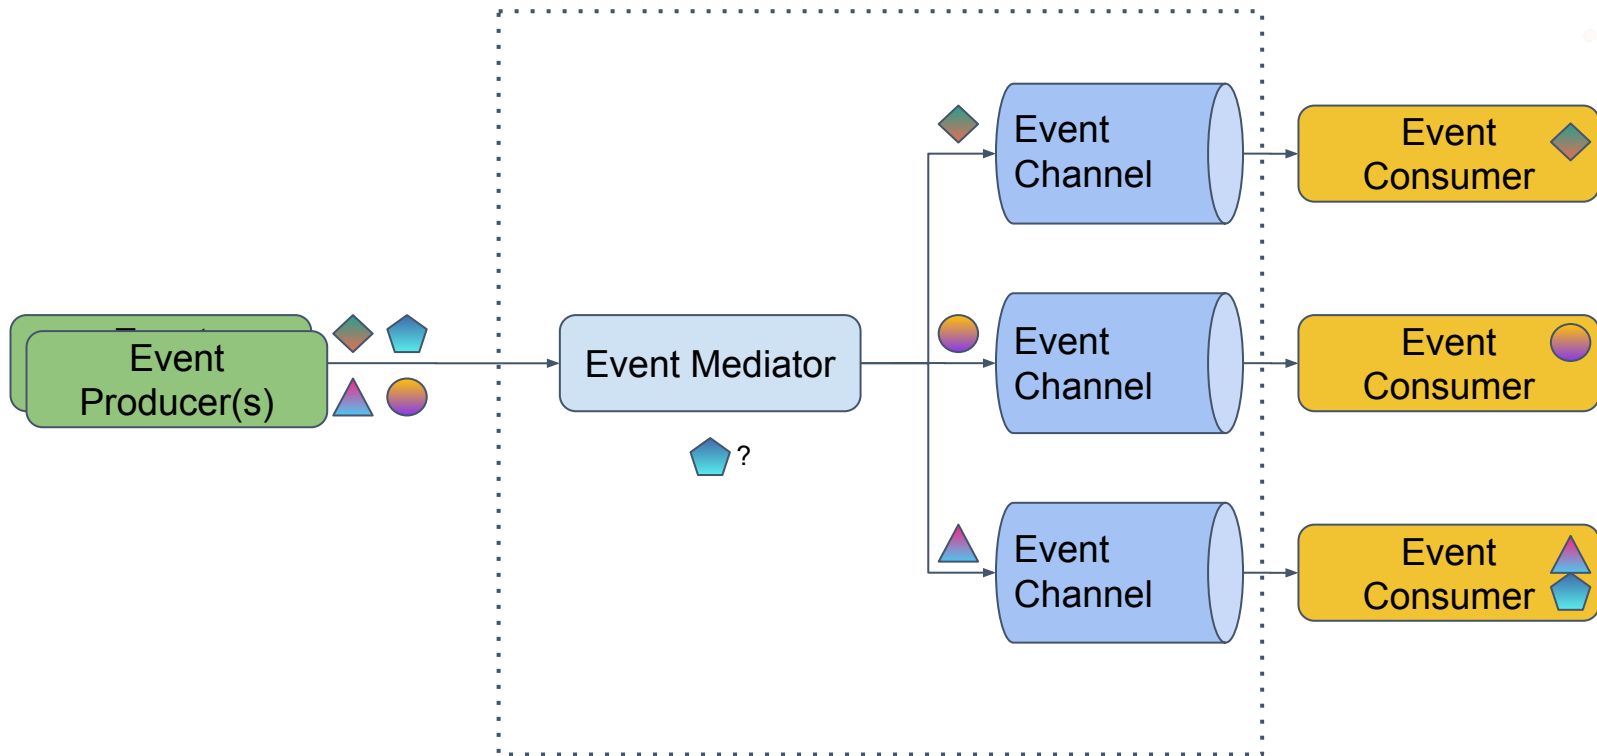 Event
Channel
Event
Consumer
Event
Producer(s)
Event Mediator
Event
Channel
Event
Consumer
?
Event
Channel
Event
Consumer